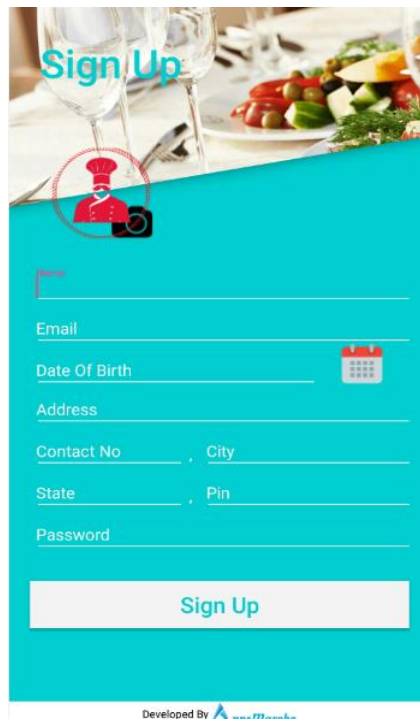 Sign Up
Name
Email
Date Of Birth
Address
Contact No , City
State , Pin
Password
Sign Up
Developed By